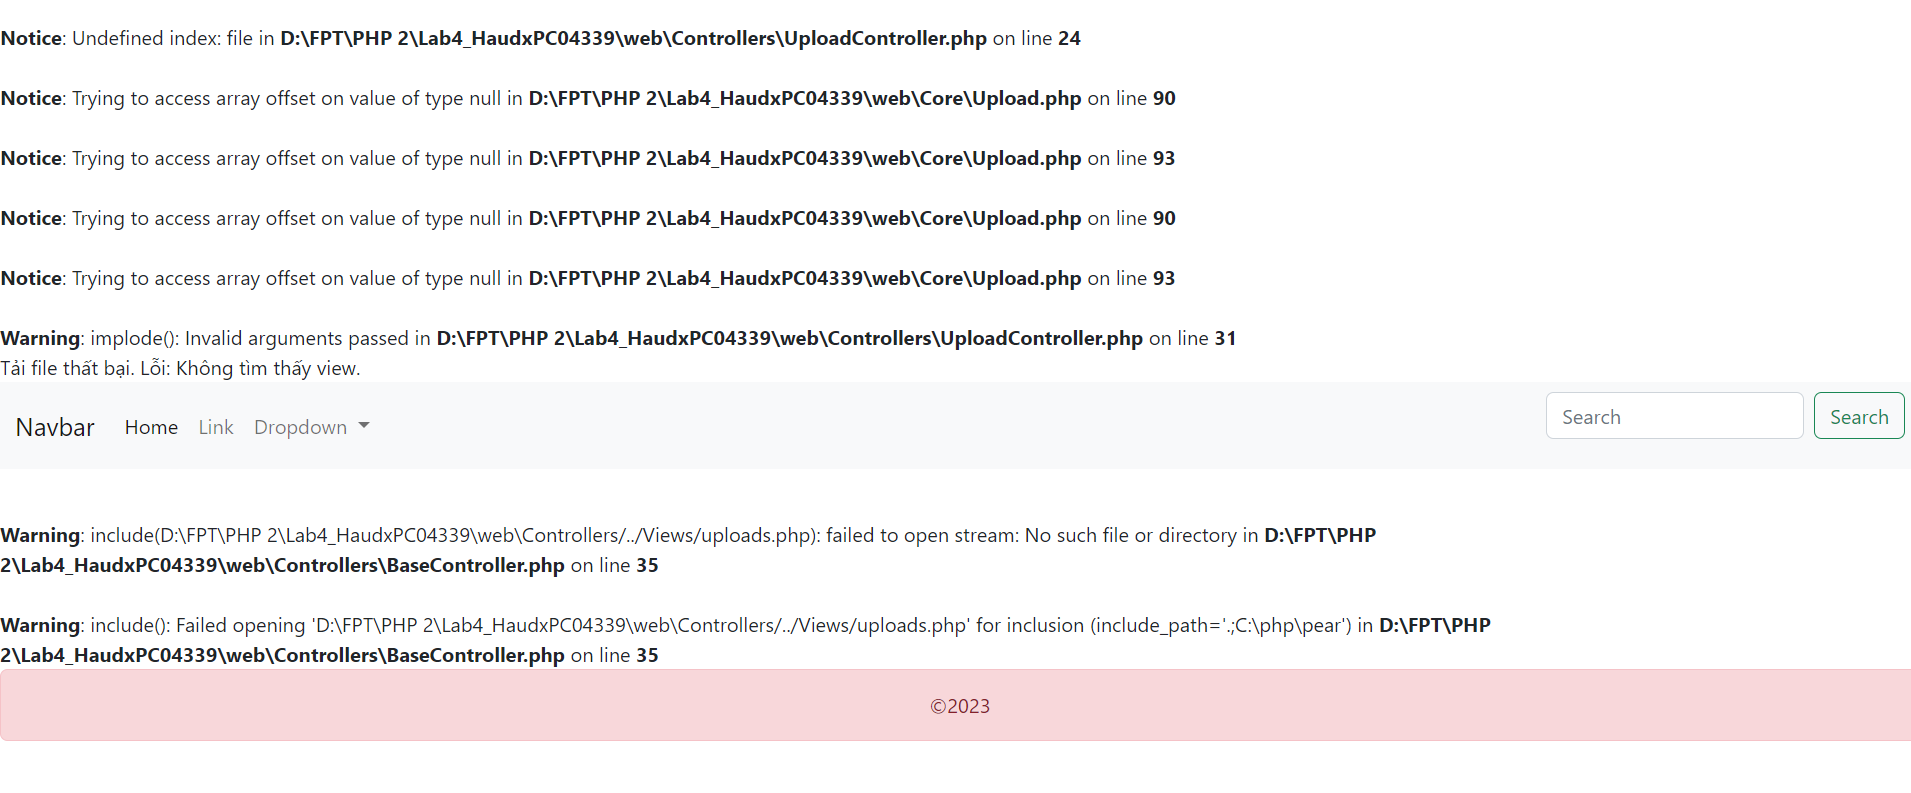 Notice: Undefined index: file in D:\FPT\PHP 2\Lab4_HaudxPC04339\web\Controllers\UploadController.php on line 24
Notice: Trying to access array offset on value of type null in D:\FPT\PHP 2\Lab4_HaudxPC04339\web\Core\Upload.php on line 90
Notice: Trying to access array offset on value of type null in D:\FPT\PHP 2\Lab4_HaudxPC04339\web\Core\Upload.php on line 93
Notice: Trying to access array offset on value of type null in D:\FPT\PHP 2\Lab4_HaudxPC04339\web\Core\Upload.php on line 90
Notice: Trying to access array offset on value of type null in D:\FPT\PHP 2\Lab4_HaudxPC04339\web\Core\Upload.php on line 93
Warning: implode(): Invalid arguments passed in D:\FPT\PHP 2\Lab4_HaudxPC04339\web\Controllers\UploadController.php on line 31
Tải file thất bại. Lỗi: Không tìm thấy view.
Navbar Home Link Dropdown Search Search
Warning: include(D:\FPT\PHP 2\Lab4_HaudxPC04339\web\Controllers/../Views/uploads.php): failed to open stream: No such file or directory in D:\FPT\PHP
2\Lab4_HaudxPC04339\web\Controllers\BaseController.php on line 35
Warning: include(): Failed opening 'D:\FPT\PHP 2\Lab4_HaudxPC04339\web\Controllers/../Views/uploads.php' for inclusion (include_path='.;C:\php\pear') in D:\FPT\PHP
2\Lab4_HaudxPC04339\web\Controllers\BaseController.php on line 35
©2023